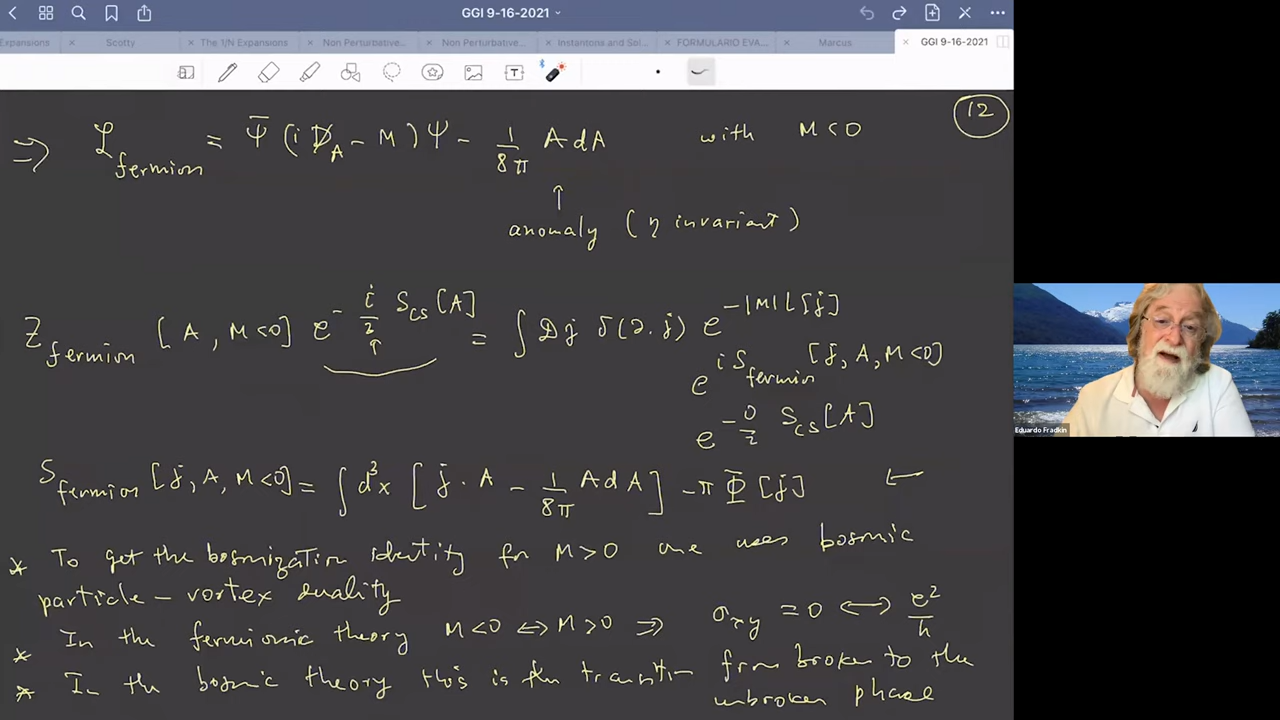 GGI 9-16-2021
Expansions
Scotty
The 1/N Expansions
Non Perturbative...
Non Perturbative...
Instantons and Sol...
FORMULARIO EVA...
Marcus
GGI 9-16-2021
12
⇒ ℒ_fermion = Ψ̄ (i D̸_A − M) Ψ − 1/8π A dA with M < 0
↑
anomaly (η invariant)
Z_fermion [A, M<0] e^{− i/2 S_CS[A]} = ∫ 𝒟j δ(∂·j) e^{−|M| L[j]}
e^{i S_fermion [j, A, M<0]}
e^{− i/2 S_CS[A]}
S_fermion [j, A, M<0] = ∫ d³x [ j·A − 1/8π A dA ] − π Φ̄ [j] ←
* To get the bosonization identity for M>0 one uses bosonic
particle – vortex duality
* In the fermionic theory M<0 ⇔ M>0 ⇒ σ_xy = 0 ⟷ e²/h
* In the bosonic theory this is the transition from broken to the
unbroken phase
Eduardo Fradkin